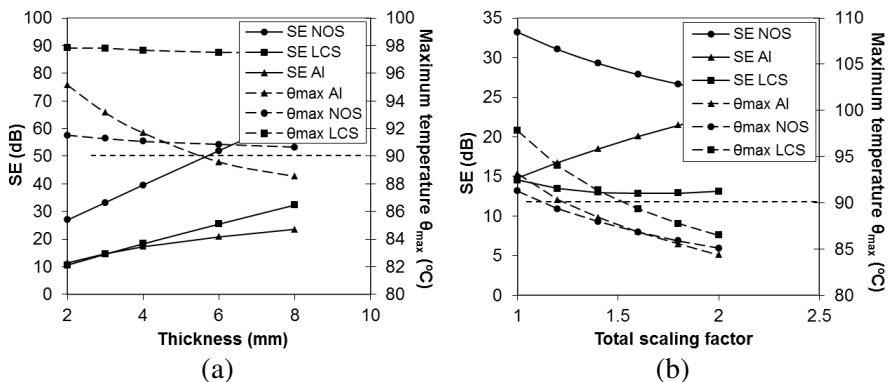 100
90
80
70
60
50
40
30
20
10
0
SE (dB)
2
4
6
8
10
Thickness (mm)
100
98
96
94
92
90
88
86
84
82
80
Maximum temperature θmax (ºC)
SE NOS
SE LCS
SE Al
θmax Al
θmax NOS
θmax LCS
(a)
35
30
25
20
15
10
5
0
SE (dB)
1
1.5
2
2.5
Total scaling factor
110
105
100
95
90
85
80
Maximum temperature θmax (ºC)
SE NOS
SE Al
SE LCS
θmax Al
θmax NOS
θmax LCS
(b)